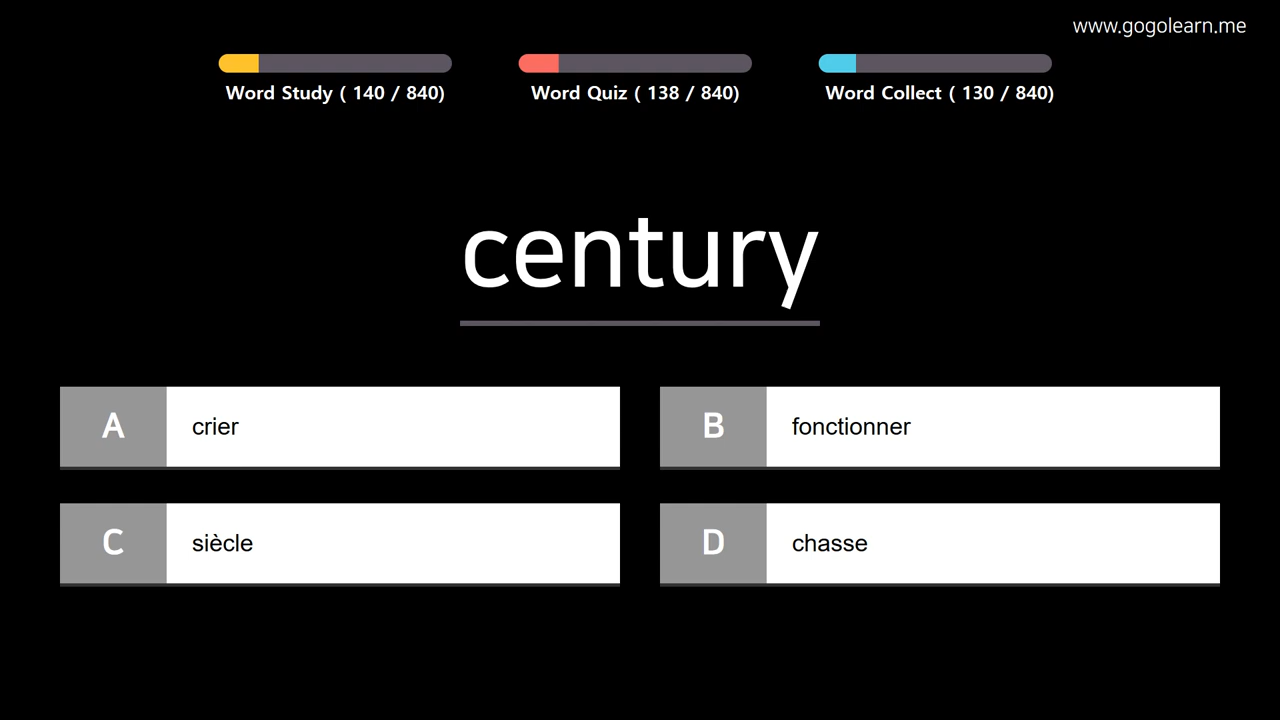 www.gogolearn.me
Word Study ( 140 / 840)
Word Quiz ( 138 / 840)
Word Collect ( 130 / 840)
century
A crier
B fonctionner
C siècle
D chasse